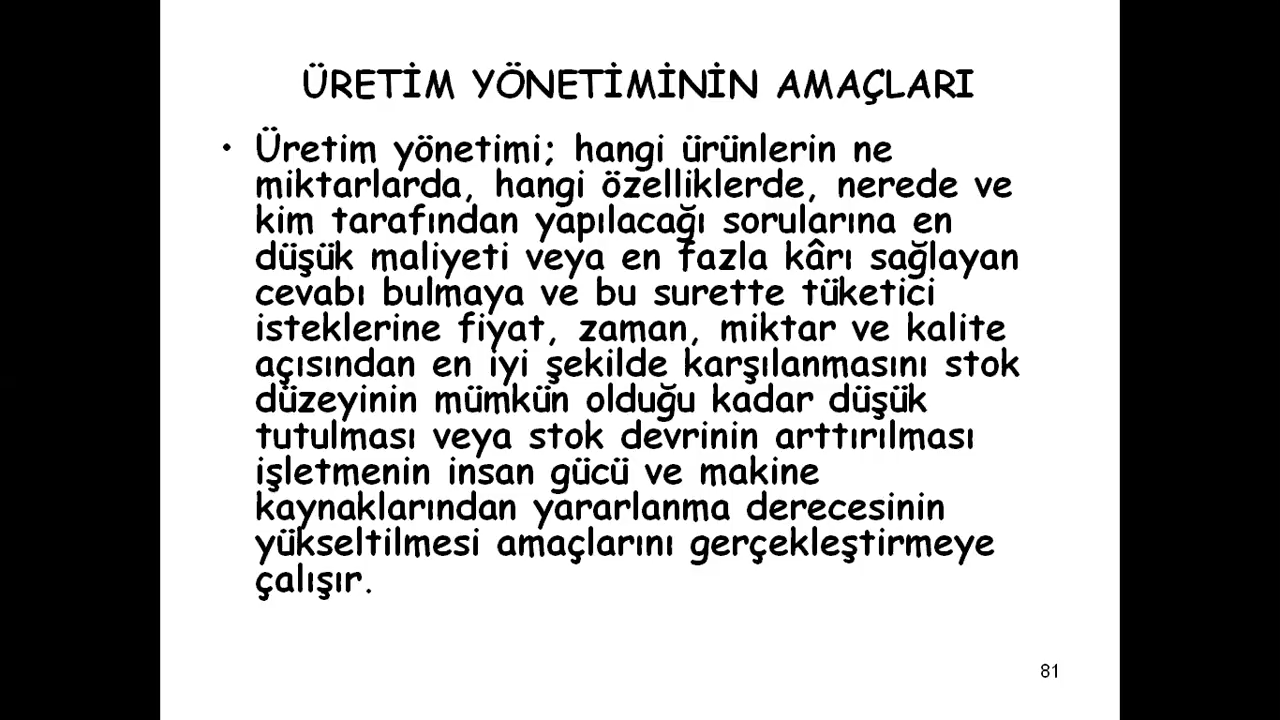 ÜRETİM YÖNETİMİNİN AMAÇLARI
• Üretim yönetimi; hangi ürünlerin ne
miktarlarda, hangi özelliklerde, nerede ve
kim tarafından yapılacağı sorularına en
düşük maliyeti veya en fazla kârı sağlayan
cevabı bulmaya ve bu surette tüketici
isteklerine fiyat, zaman, miktar ve kalite
açısından en iyi şekilde karşılanmasını stok
düzeyinin mümkün olduğu kadar düşük
tutulması veya stok devrinin arttırılması
işletmenin insan gücü ve makine
kaynaklarından yararlanma derecesinin
yükseltilmesi amaçlarını gerçekleştirmeye
çalışır.
81